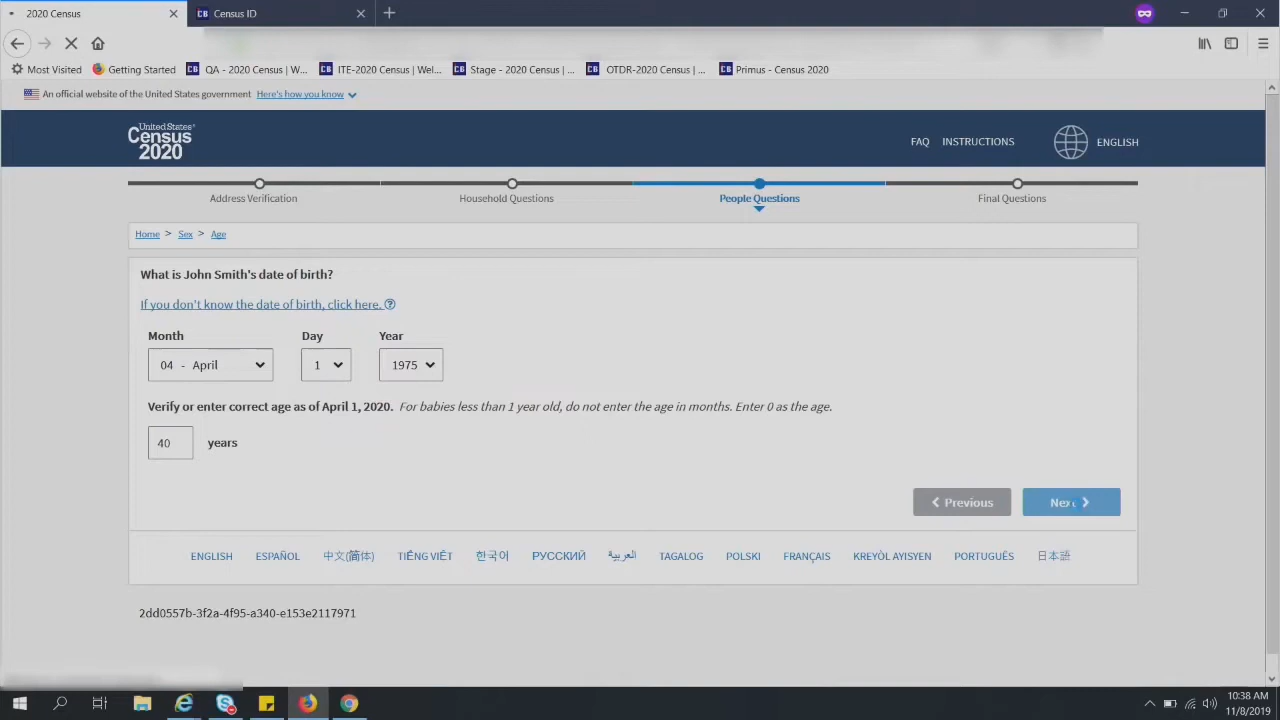 2020 Census
Census ID
Most Visited Getting Started QA - 2020 Census | W... ITE-2020 Census | Wel... Stage - 2020 Census | ... OTDR-2020 Census | ... Primus - Census 2020
An official website of the United States government Here's how you know
United States®
Census
2020
FAQ INSTRUCTIONS ENGLISH
Address Verification Household Questions People Questions Final Questions
Home > Sex > Age
What is John Smith's date of birth?
If you don't know the date of birth, click here.
Month Day Year
04 - April 1 1975
Verify or enter correct age as of April 1, 2020. For babies less than 1 year old, do not enter the age in months. Enter 0 as the age.
40 years
Previous Next
ENGLISH ESPAÑOL 中文(简体) TIẾNG VIỆT 한국어 РУССКИЙ العربية TAGALOG POLSKI FRANÇAIS KREYÒL AYISYEN PORTUGUÊS 日本語
2dd0557b-3f2a-4f95-a340-e153e2117971
10:38 AM
11/8/2019